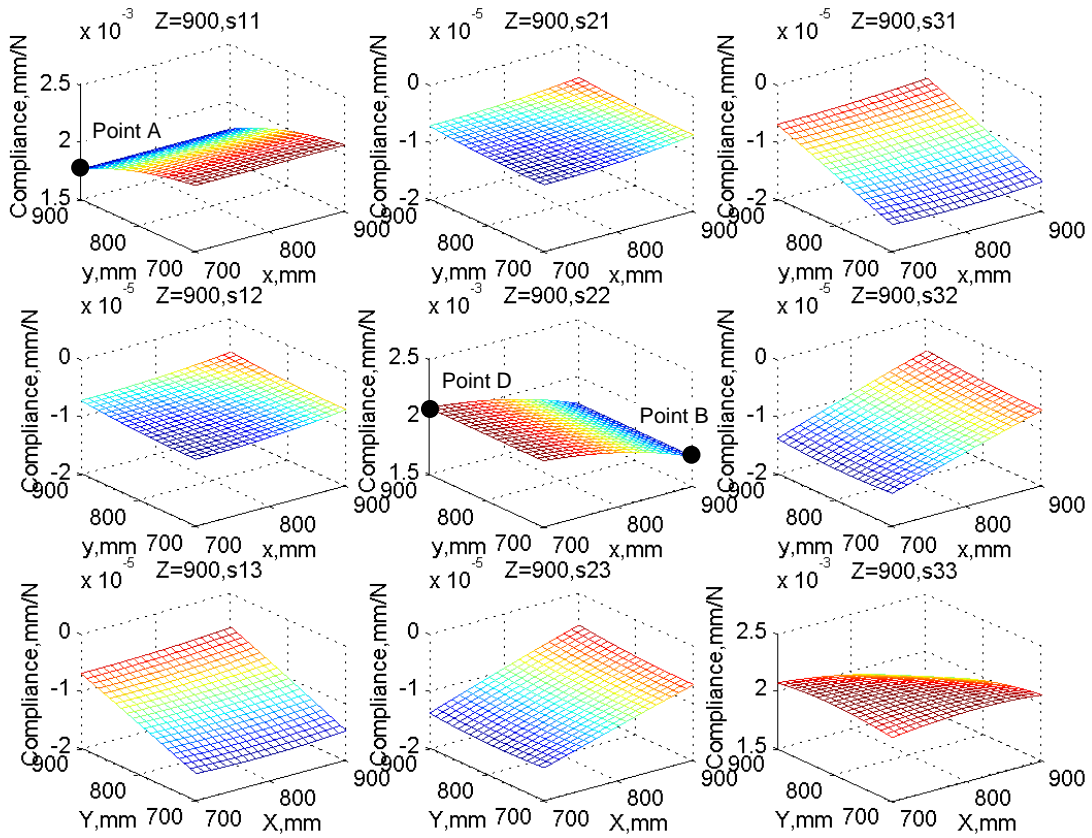 x 10-3 Z=900,s11
Compliance,mm/N
2.5
2
1.5
Point A
900
800
700
y,mm
700
800
x,mm
x 10-5 Z=900,s21
Compliance,mm/N
0
-1
-2
900
800
700
y,mm
700
800
900
x,mm
x 10-5 Z=900,s31
Compliance,mm/N
0
-1
-2
900
800
700
y,mm
700
800
900
x,mm
x 10-5 Z=900,s12
Compliance,mm/N
0
-1
-2
900
800
700
y,mm
700
800
x,mm
x 10-3 Z=900,s22
Compliance,mm/N
2.5
2
1.5
Point D
Point B
900
800
700
y,mm
700
800
900
x,mm
x 10-5 Z=900,s32
Compliance,mm/N
0
-1
-2
900
800
700
y,mm
700
800
900
x,mm
x 10-5 Z=900,s13
Compliance,mm/N
0
-1
-2
900
800
700
Y,mm
700
800
X,mm
x 10-5 Z=900,s23
Compliance,mm/N
0
-1
-2
900
800
700
Y,mm
700
800
900
X,mm
x 10-3 Z=900,s33
Compliance,mm/N
2.5
2
1.5
900
800
700
Y,mm
700
800
900
X,mm